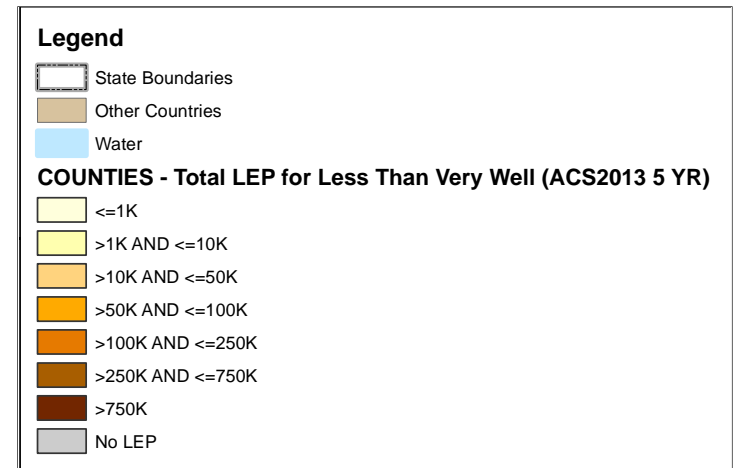 Legend
State Boundaries
Other Countries
Water
COUNTIES - Total LEP for Less Than Very Well (ACS2013 5 YR)
<=1K
>1K AND <=10K
>10K AND <=50K
>50K AND <=100K
>100K AND <=250K
>250K AND <=750K
>750K
No LEP